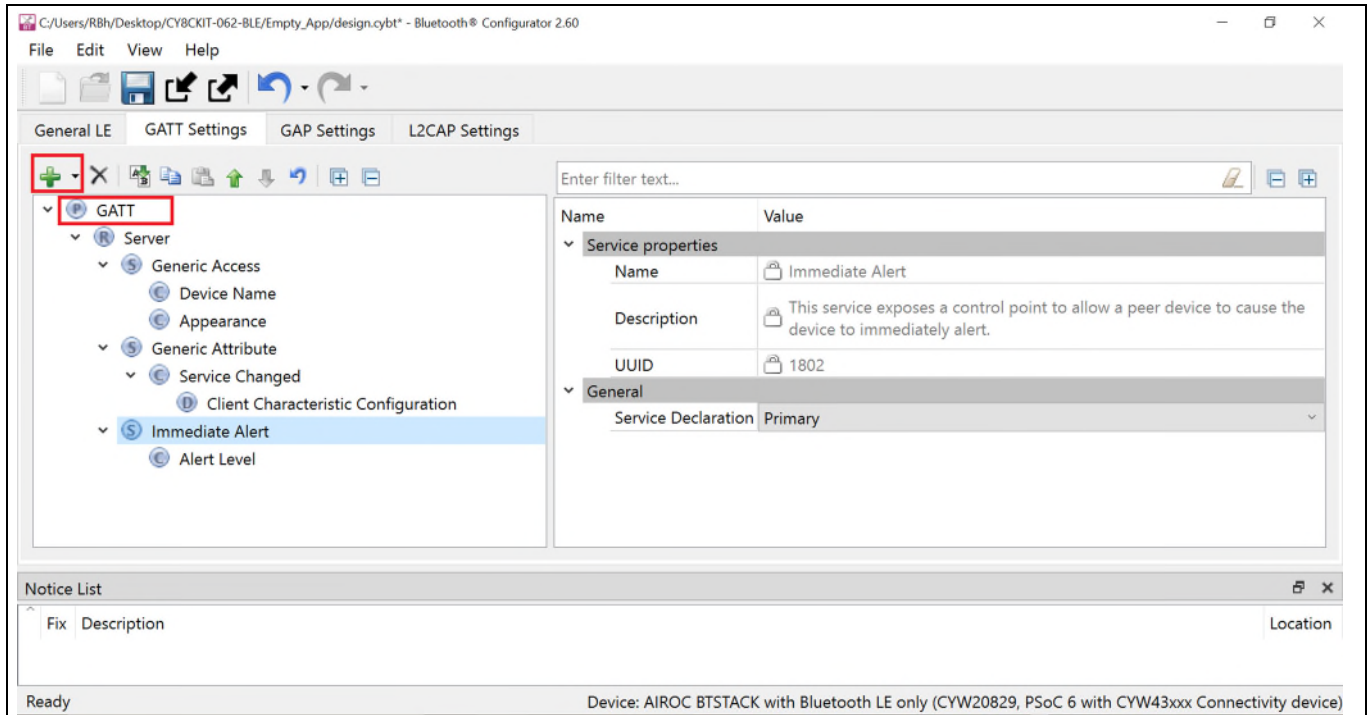 C:/Users/RBh/Desktop/CY8CKIT-062-BLE/Empty_App/design.cybt* - Bluetooth® Configurator 2.60
File Edit View Help
General LE GATT Settings GAP Settings L2CAP Settings
Enter filter text...
P GATT
R Server
S Generic Access
C Device Name
C Appearance
S Generic Attribute
C Service Changed
D Client Characteristic Configuration
S Immediate Alert
C Alert Level
Name Value
Service properties
Name Immediate Alert
Description This service exposes a control point to allow a peer device to cause the
device to immediately alert.
UUID 1802
General
Service Declaration Primary
Notice List
Fix Description Location
Ready Device: AIROC BTSTACK with Bluetooth LE only (CYW20829, PSoC 6 with CYW43xxx Connectivity device)